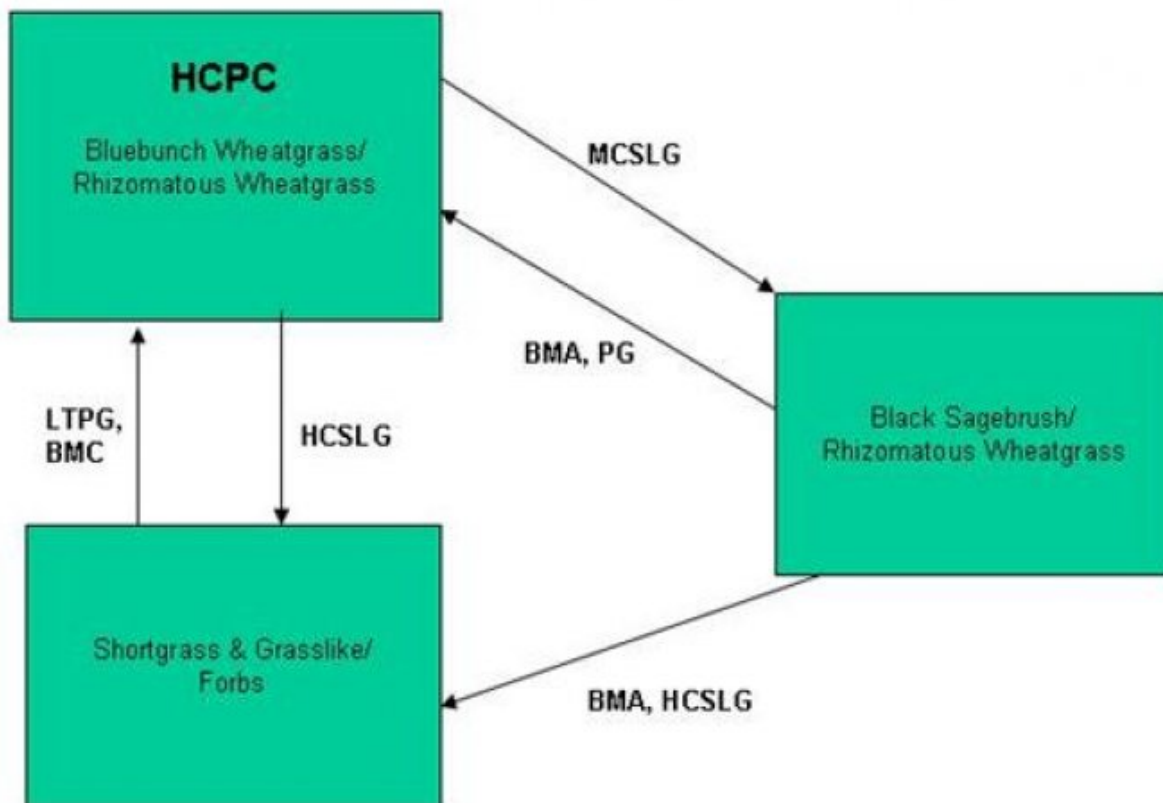 HCPC
Bluebunch Wheatgrass/
Rhizomatous Wheatgrass
MCSLG
BMA, PG
LTPG,
BMC
HCSLG
Black Sagebrush/
Rhizomatous Wheatgrass
Shortgrass & Grasslike/
Forbs
BMA, HCSLG